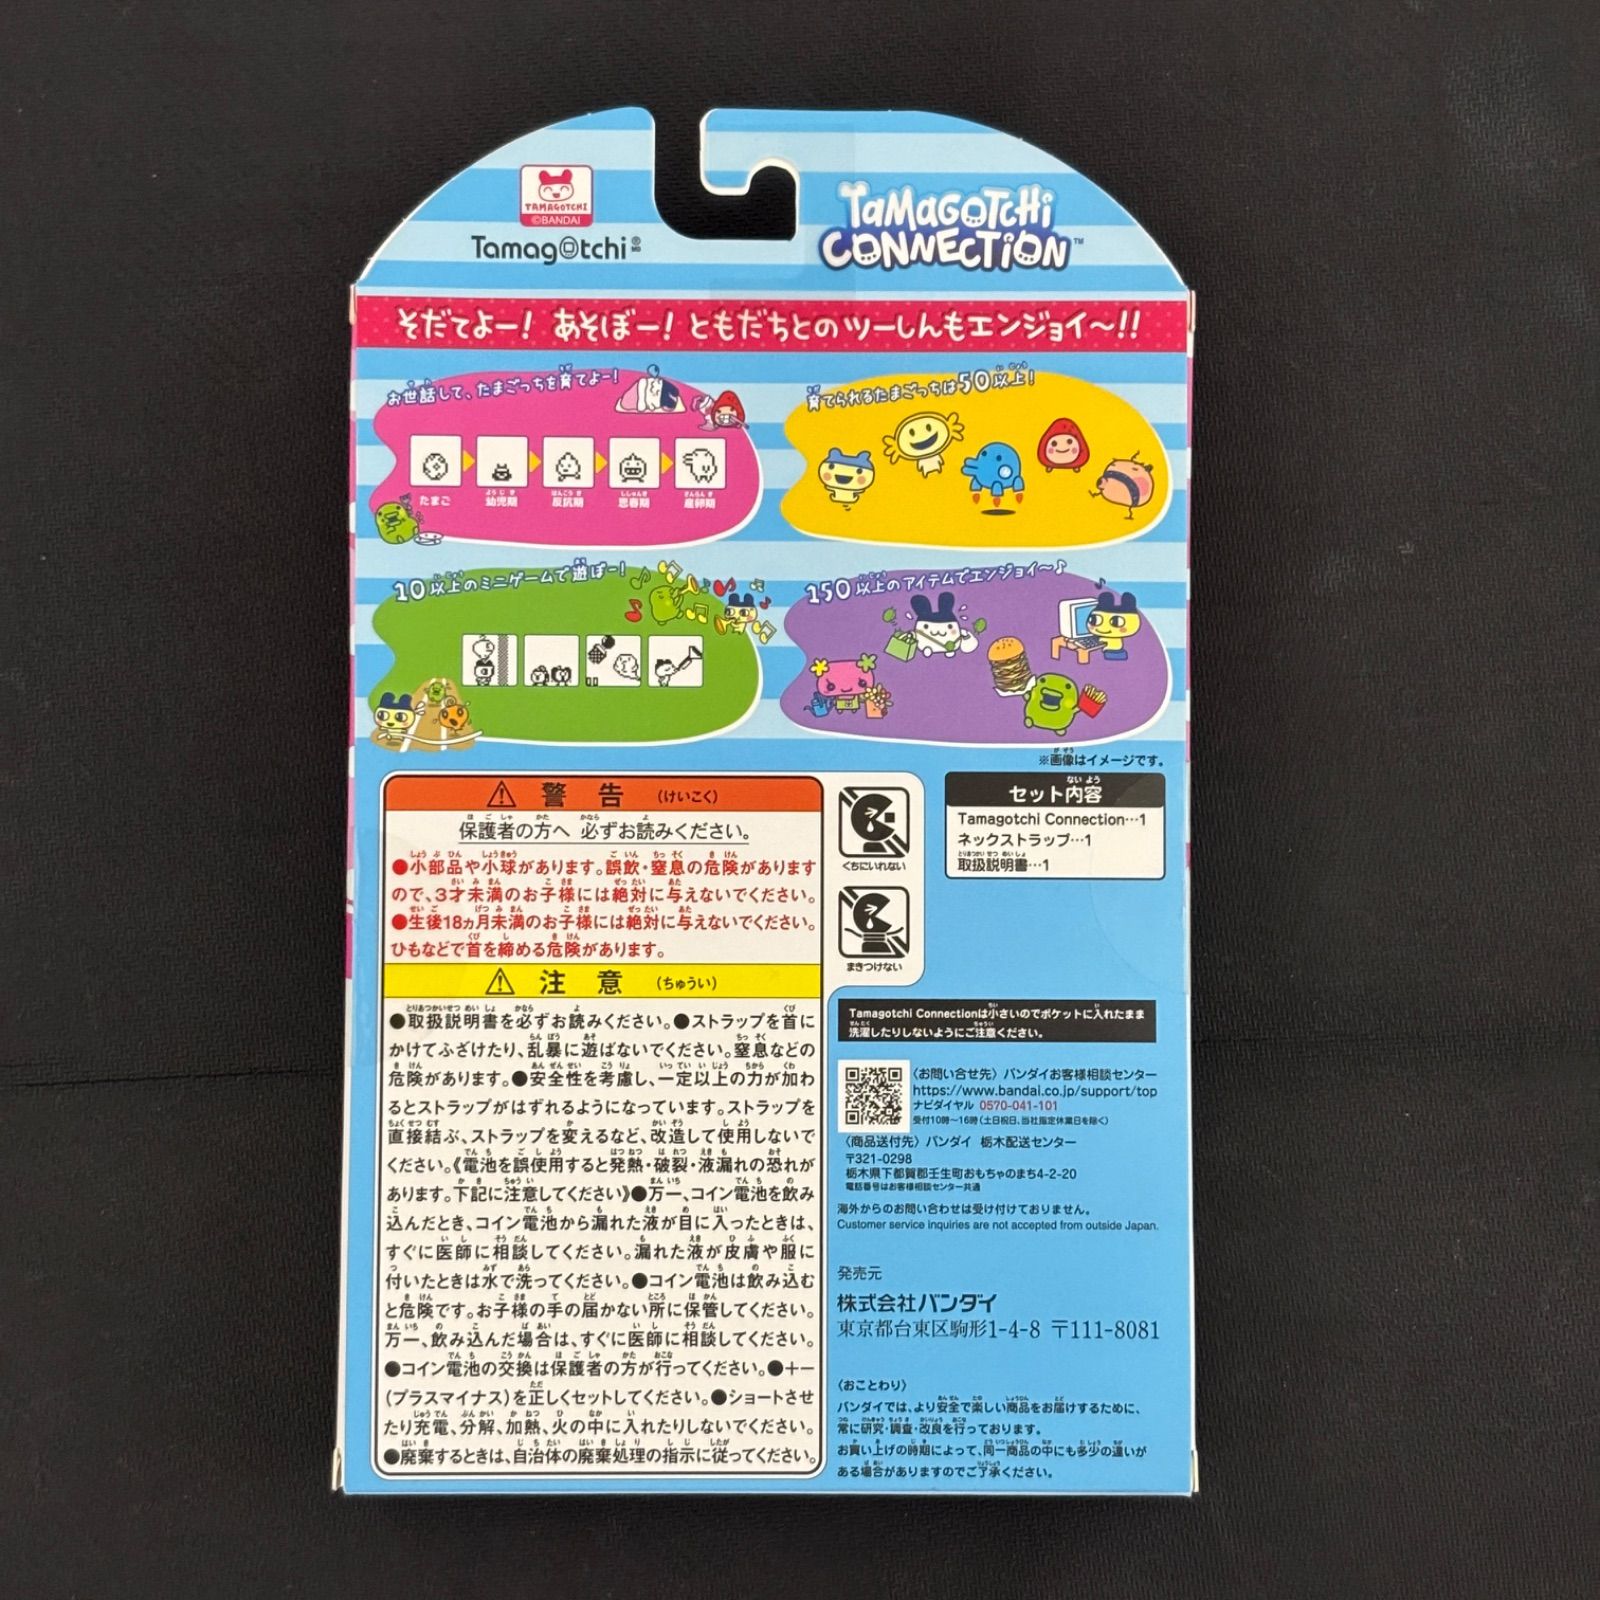 TAMAGOTCHI
©BANDAI
Tamagotchi
TAMAGOTCHI
CONNECTION™
そだてよー! あそぼー! ともだちとのツーしんもエンジョイ〜!!
お世話して、たまごっちを育てよー!
たまご
幼児期
反抗期
思春期
産卵期
育てられるたまごっちは50以上!
10以上のミニゲームで遊ぼー!
150以上のアイテムでエンジョイ〜♪
※画像はイメージです。
警告 (けいこく)
保護者の方へ 必ずお読みください。
●小部品や小球があります。誤飲・窒息の危険があります
ので、3才未満のお子様には絶対に与えないでください。
●生後18ヵ月未満のお子様には絶対に与えないでください。
ひもなどで首を締める危険があります。
注意 (ちゅうい)
●取扱説明書を必ずお読みください。●ストラップを首に
かけてふざけたり、乱暴に遊ばないでください。窒息などの
危険があります。●安全性を考慮し、一定以上の力が加わ
るとストラップがはずれるようになっています。ストラップを
直接結ぶ、ストラップを変えるなど、改造して使用しないで
ください。《電池を誤使用すると発熱・破裂・液漏れの恐れが
あります。下記に注意してください》●万一、コイン電池を飲み
込んだとき、コイン電池から漏れた液が目に入ったときは、
すぐに医師に相談してください。漏れた液が皮膚や服に
付いたときは水で洗ってください。●コイン電池は飲み込む
と危険です。お子様の手の届かない所に保管してください。
万一、飲み込んだ場合は、すぐに医師に相談してください。
●コイン電池の交換は保護者の方が行ってください。●+−
(プラスマイナス)を正しくセットしてください。●ショートさせ
たり充電、分解、加熱、火の中に入れたりしないでください。
●廃棄するときは、自治体の廃棄処理の指示に従ってください。
くちにいれない
まきつけない
セット内容
Tamagotchi Connection…1
ネックストラップ…1
取扱説明書…1
Tamagotchi Connectionは小さいのでポケットに入れたまま
洗濯したりしないようにご注意ください。
〈お問い合せ先〉バンダイお客様相談センター
https://www.bandai.co.jp/support/top
ナビダイヤル 0570-041-101
受付10時〜16時(土日祝日、当社指定休業日を除く)
〈商品送付先〉バンダイ 栃木配送センター
〒321-0298
栃木県下都賀郡壬生町おもちゃのまち4-2-20
電話番号はお客様相談センター共通
海外からのお問い合わせは受け付けておりません。
Customer service inquiries are not accepted from outside Japan.
発売元
株式会社バンダイ
東京都台東区駒形1-4-8 〒111-8081
〈おことわり〉
バンダイでは、より安全で楽しい商品をお届けするために、
常に研究・調査・改良を行っております。
お買い上げの時期によって、同一商品の中にも多少の違いが
ある場合がありますのでご了承ください。